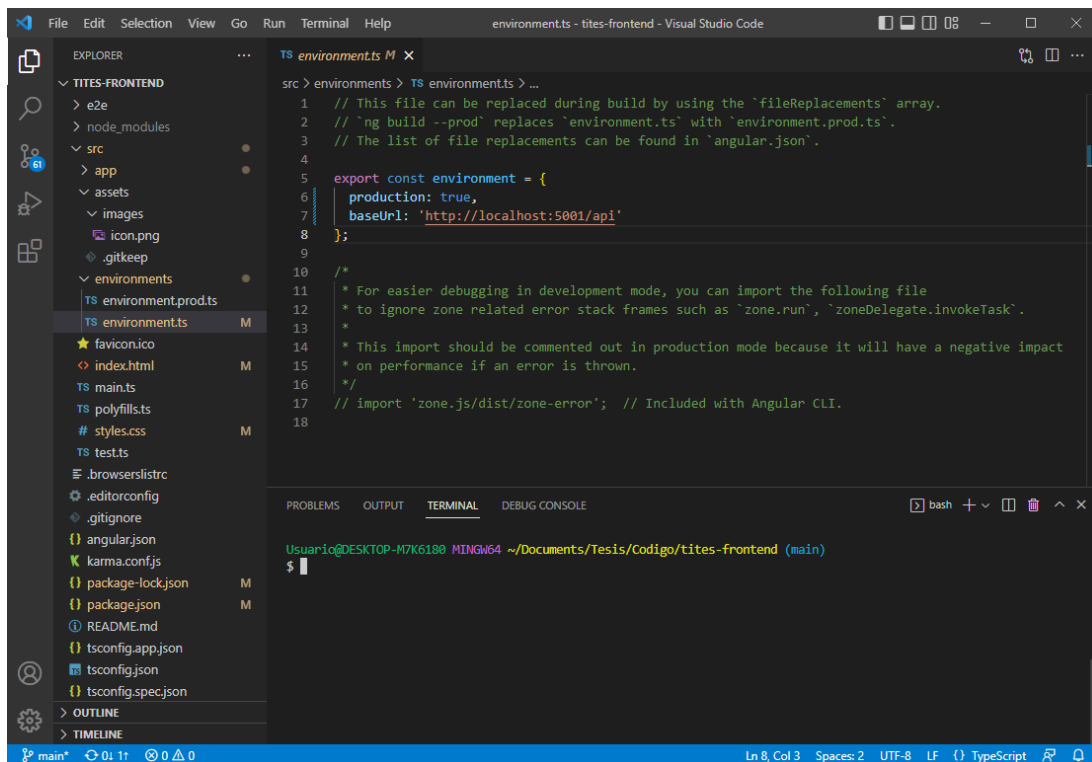 File Edit Selection View Go Run Terminal Help environment.ts - tites-frontend - Visual Studio Code
EXPLORER
TITES-FRONTEND
e2e
node_modules
src
app
assets
images
icon.png
.gitkeep
environments
TS environment.prod.ts
TS environment.ts M
favicon.ico
<> index.html M
TS main.ts
TS polyfills.ts
# styles.css M
TS test.ts
.browserslistrc
.editorconfig
.gitignore
{} angular.json
K karma.conf.js
{} package-lock.json M
{} package.json M
README.md
{} tsconfig.app.json
TS tsconfig.json
{} tsconfig.spec.json
OUTLINE
TIMELINE
61
TS environment.ts M
src > environments > TS environment.ts > ...
1 // This file can be replaced during build by using the `fileReplacements` array.
2 // `ng build --prod` replaces `environment.ts` with `environment.prod.ts`.
3 // The list of file replacements can be found in `angular.json`.
4
5 export const environment = {
6 production: true,
7 baseUrl: 'http://localhost:5001/api'
8 };
9
10 /*
11 * For easier debugging in development mode, you can import the following file
12 * to ignore zone related error stack frames such as `zone.run`, `zoneDelegate.invokeTask`.
13 *
14 * This import should be commented out in production mode because it will have a negative impact
15 * on performance if an error is thrown.
16 */
17 // import 'zone.js/dist/zone-error';  // Included with Angular CLI.
18
PROBLEMS OUTPUT TERMINAL DEBUG CONSOLE bash
Usuario@DESKTOP-M7K6180 MINGW64 ~/Documents/Tesis/Codigo/tites-frontend (main)
$
main* 0↓ 1↑ 0 0 Ln 8, Col 3 Spaces: 2 UTF-8 LF {} TypeScript